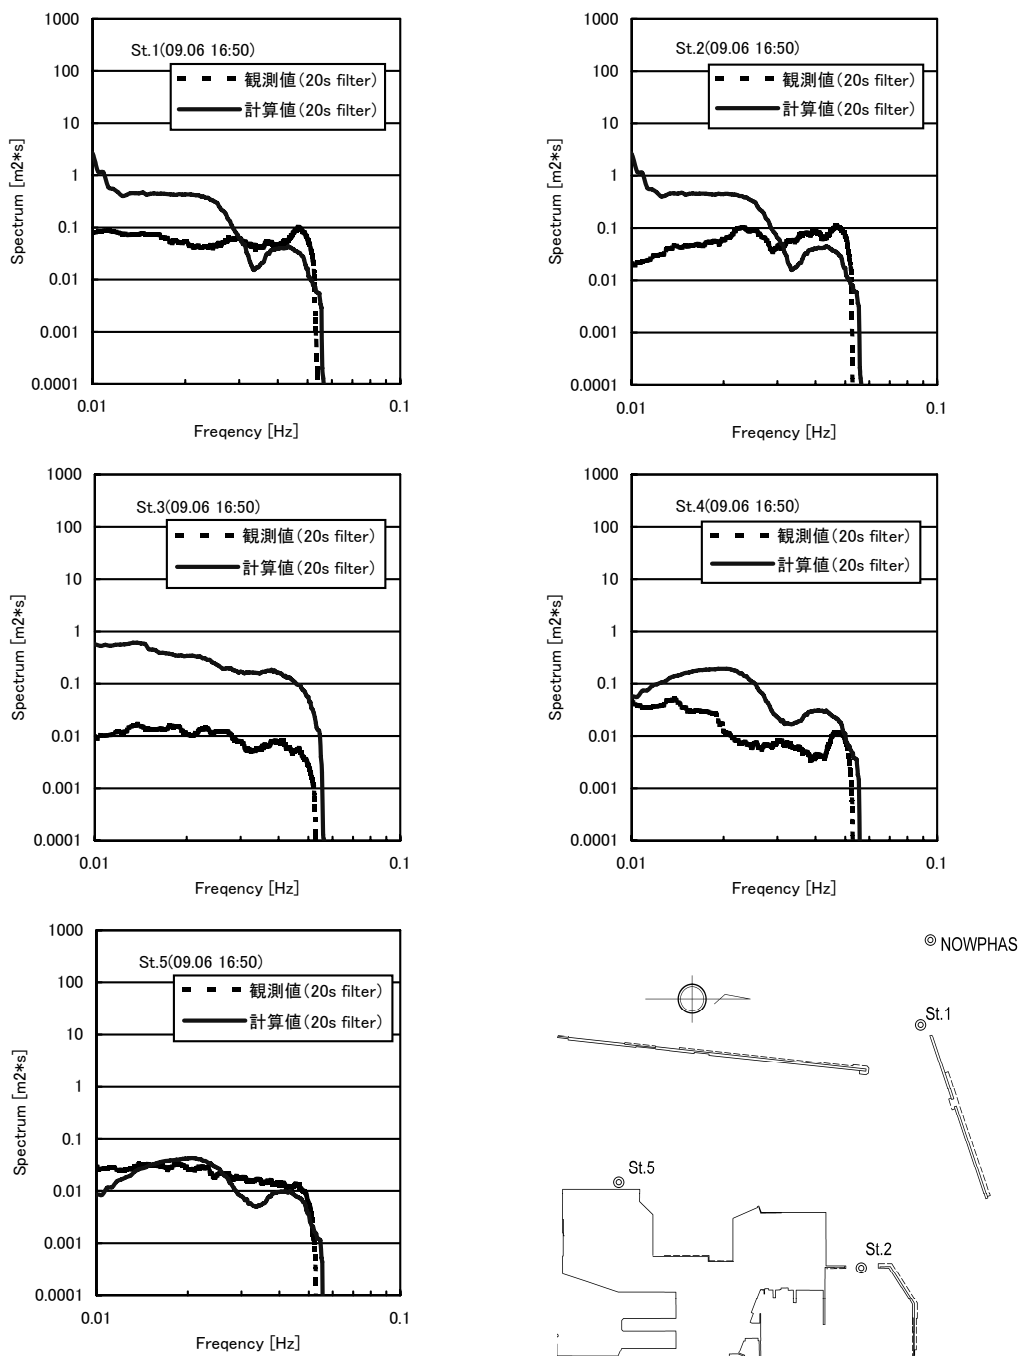 St.1(09.06 16:50)
観測値(20s filter)
計算値(20s filter)
Spectrum [m2*s]
1000
100
10
1
0.1
0.01
0.001
0.0001
0.01
0.1
Freqency [Hz]
St.2(09.06 16:50)
観測値(20s filter)
計算値(20s filter)
Spectrum [m2*s]
1000
100
10
1
0.1
0.01
0.001
0.0001
0.01
0.1
Freqency [Hz]
St.3(09.06 16:50)
観測値(20s filter)
計算値(20s filter)
Spectrum [m2*s]
1000
100
10
1
0.1
0.01
0.001
0.0001
0.01
0.1
Freqency [Hz]
St.4(09.06 16:50)
観測値(20s filter)
計算値(20s filter)
Spectrum [m2*s]
1000
100
10
1
0.1
0.01
0.001
0.0001
0.01
0.1
Freqency [Hz]
St.5(09.06 16:50)
観測値(20s filter)
計算値(20s filter)
Spectrum [m2*s]
1000
100
10
1
0.1
0.01
0.001
0.0001
0.01
0.1
Freqency [Hz]
NOWPHAS
St.1
St.5
St.2